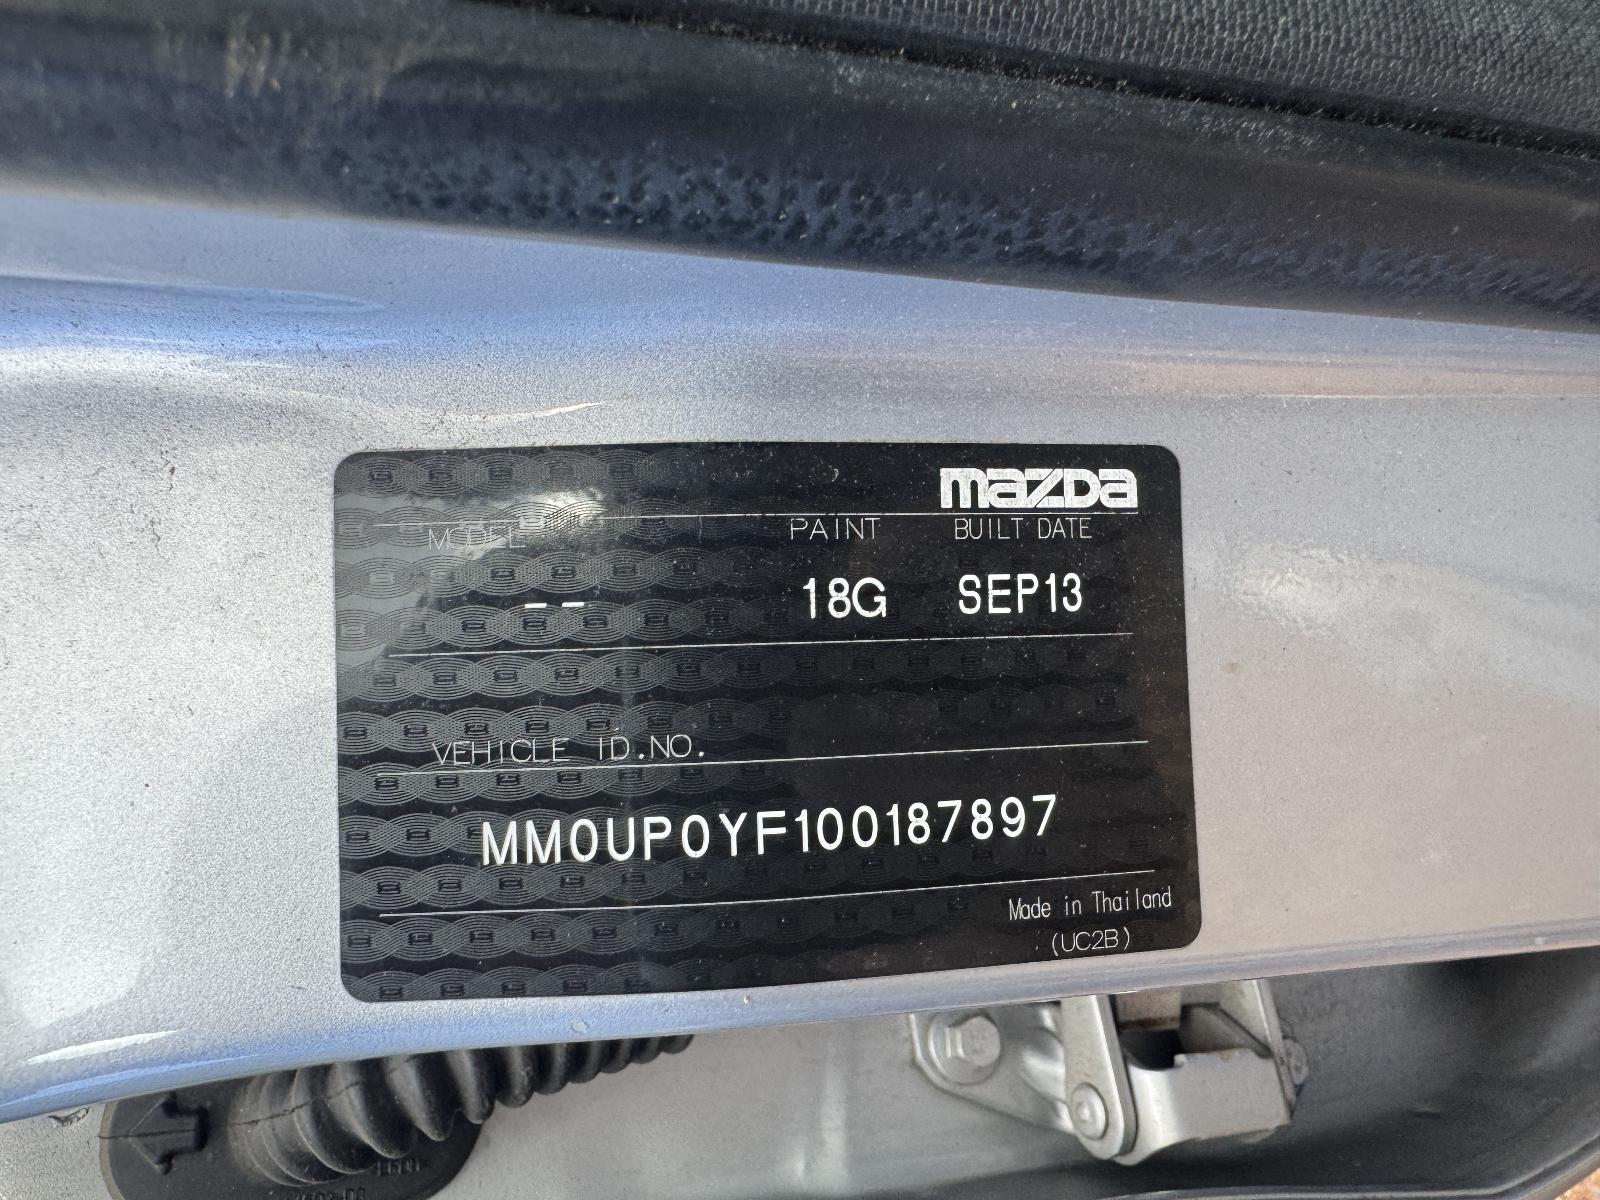 mazda
MODEL PAINT BUILT DATE
-- 18G SEP13
VEHICLE ID.NO.
MM0UP0YF100187897
Made in Thailand
(UC2B)